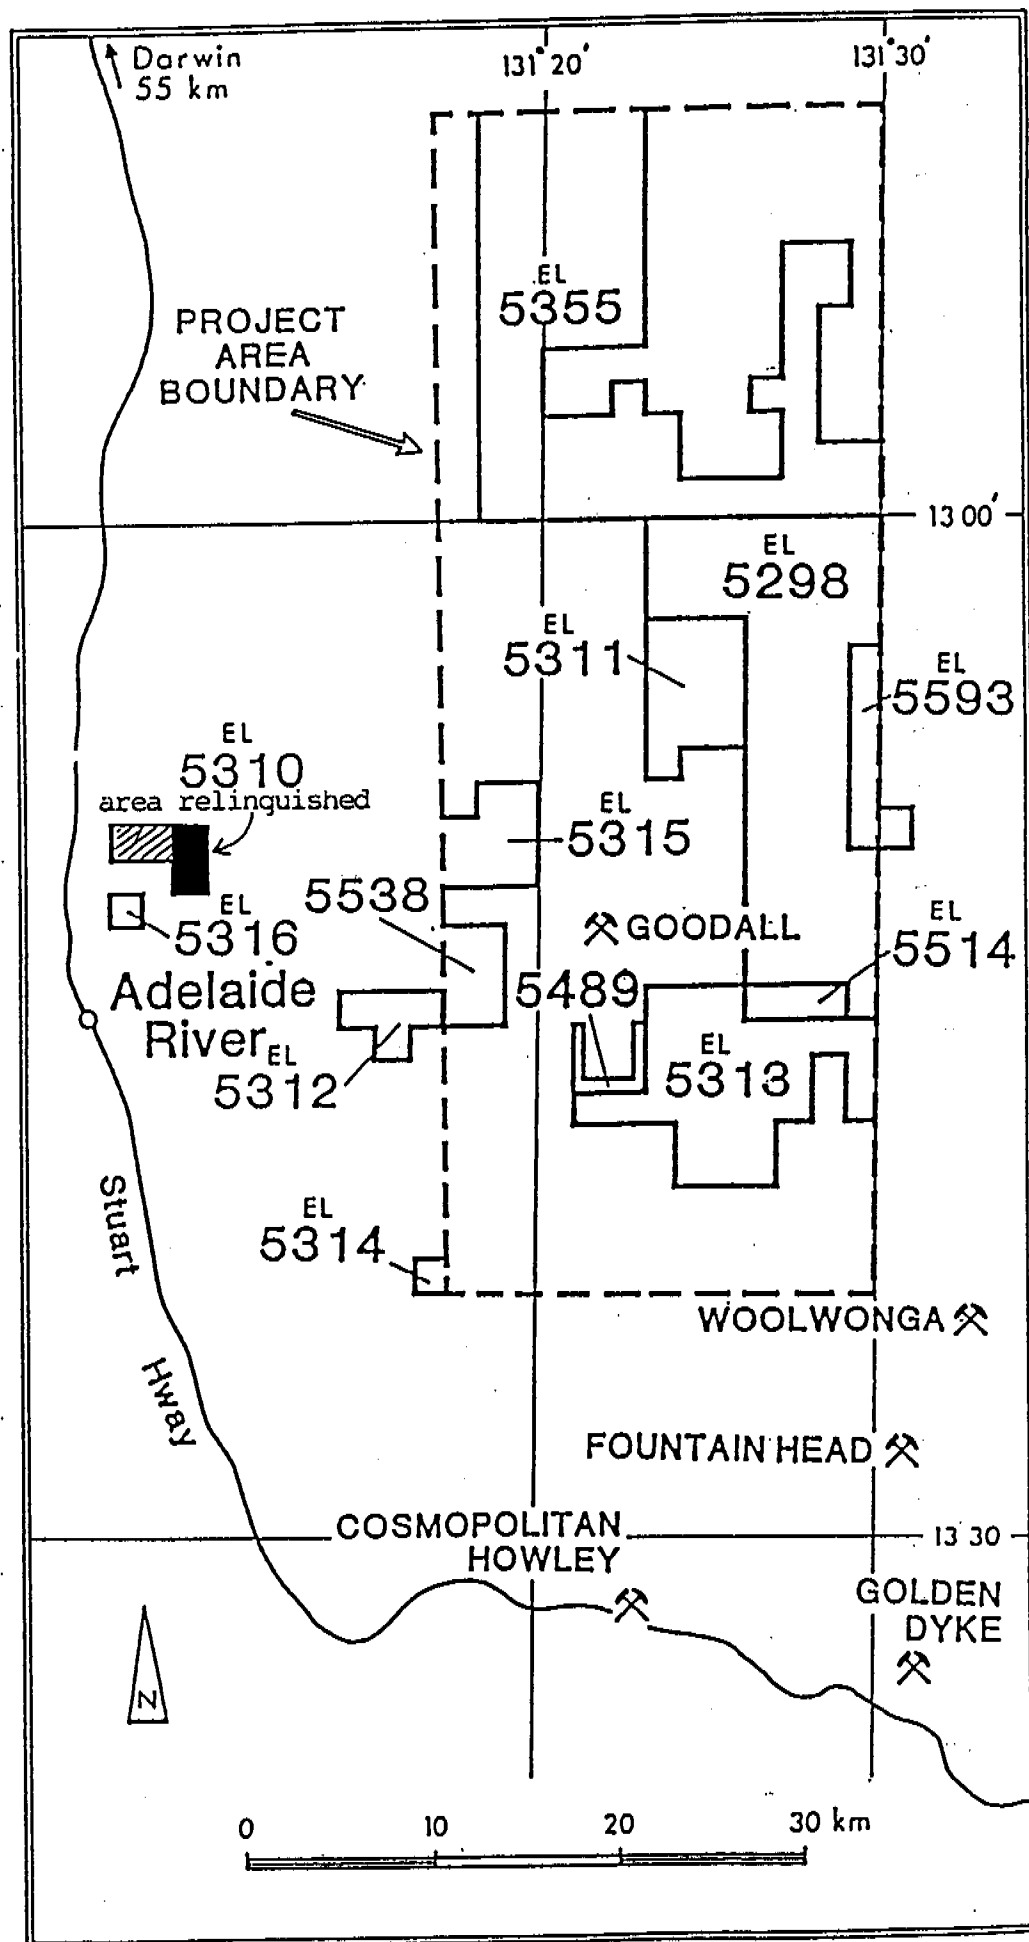 Darwin
55 km
131° 20'
131° 30'
EL
5355
PROJECT
AREA
BOUNDARY
13 00'
EL
5298
EL
5311
EL
5593
EL
5310
area relinquished
EL
5315
5538
EL
5316
GOODALL
EL
5514
5489
Adelaide
River
EL
5312
EL
5313
Stuart
EL
5314
WOOLWONGA
Hway
FOUNTAIN HEAD
COSMOPOLITAN
HOWLEY
13 30
GOLDEN
DYKE
N
0 10 20 30 km